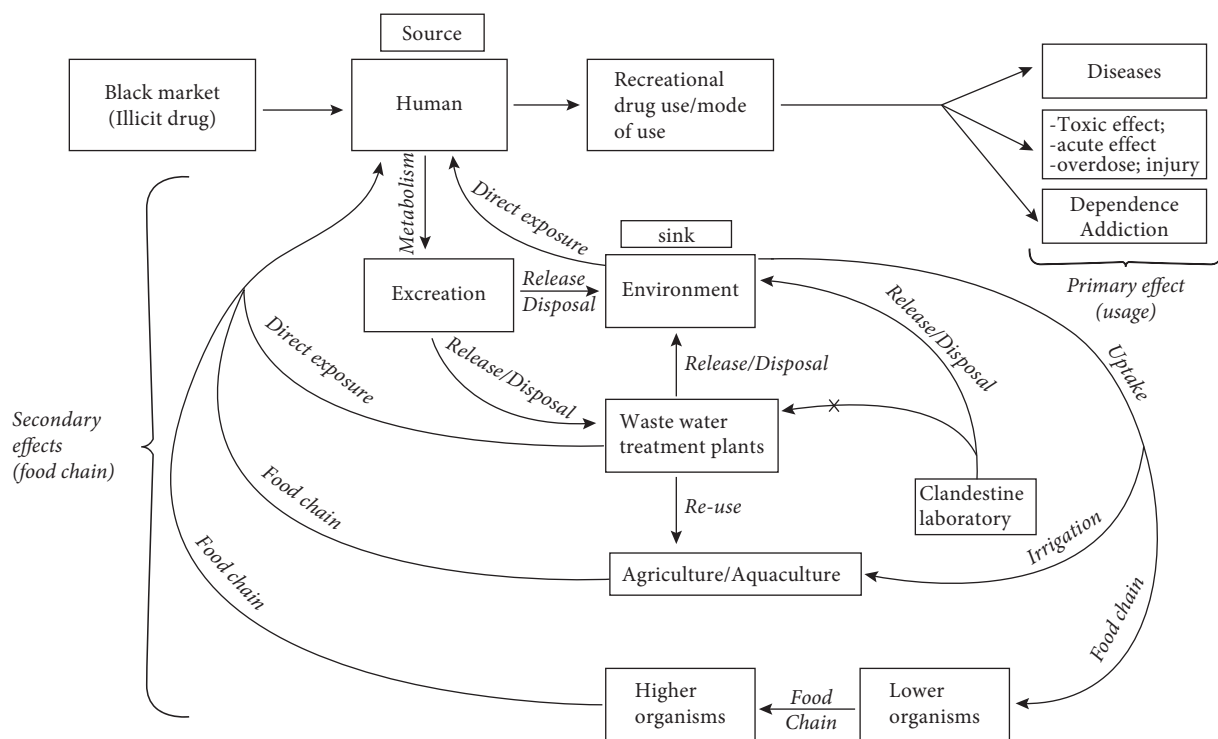 Source
Black market
(Illicit drug)
Human
Recreational
drug use/mode
of use
Diseases
-Toxic effect;
-acute effect
-overdose; injury
Dependence
Addiction
Primary effect
(usage)
Metabolism
Direct exposure
sink
Excreation
Release
Disposal
Environment
Release/Disposal
Uptake
Direct exposure
Release/Disposal
Release/Disposal
Secondary
effects
(food chain)
Waste water
treatment plants
Clandestine
laboratory
Food chain
Re-use
Irrigation
Food chain
Agriculture/Aquaculture
Food chain
Higher
organisms
Food
Chain
Lower
organisms